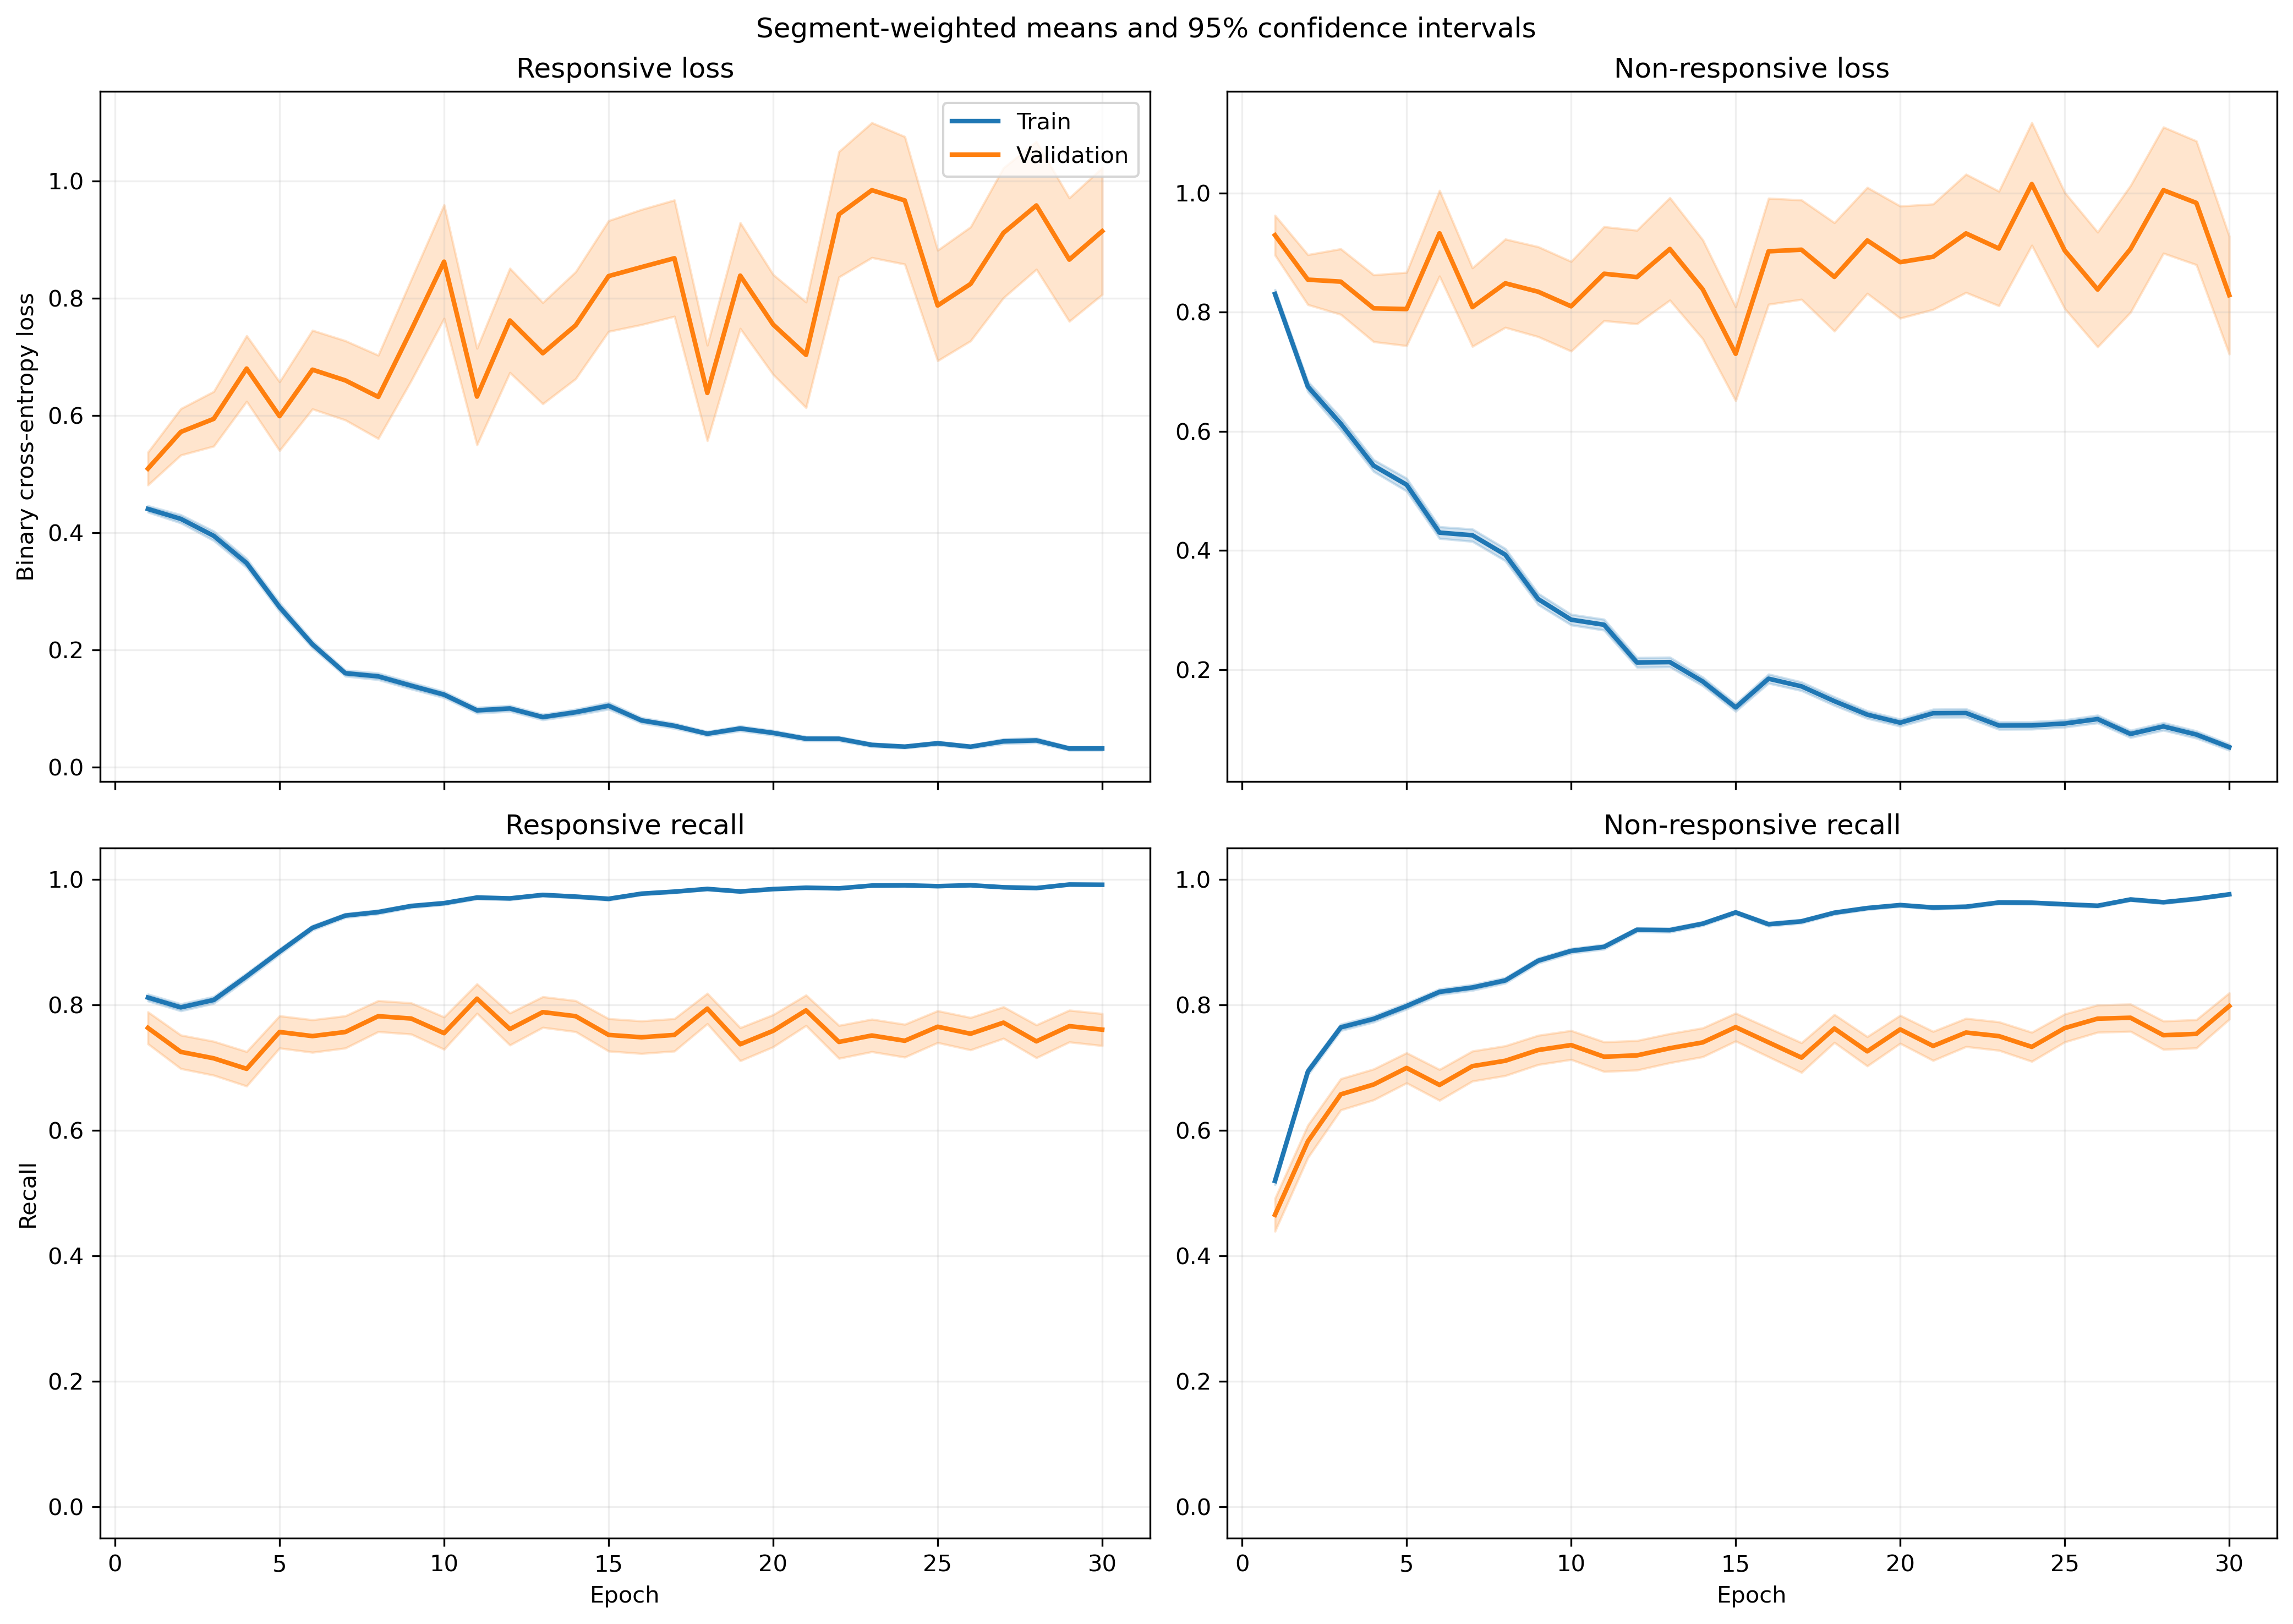 Segment-weighted means and 95% confidence intervals
Responsive loss
Non-responsive loss
Train
Validation
Binary cross-entropy loss
1.0
0.8
0.6
0.4
0.2
0.0
1.0
0.8
0.6
0.4
0.2
Responsive recall
Non-responsive recall
Recall
1.0
0.8
0.6
0.4
0.2
0.0
1.0
0.8
0.6
0.4
0.2
0.0
0 5 10 15 20 25 30
0 5 10 15 20 25 30
Epoch
Epoch